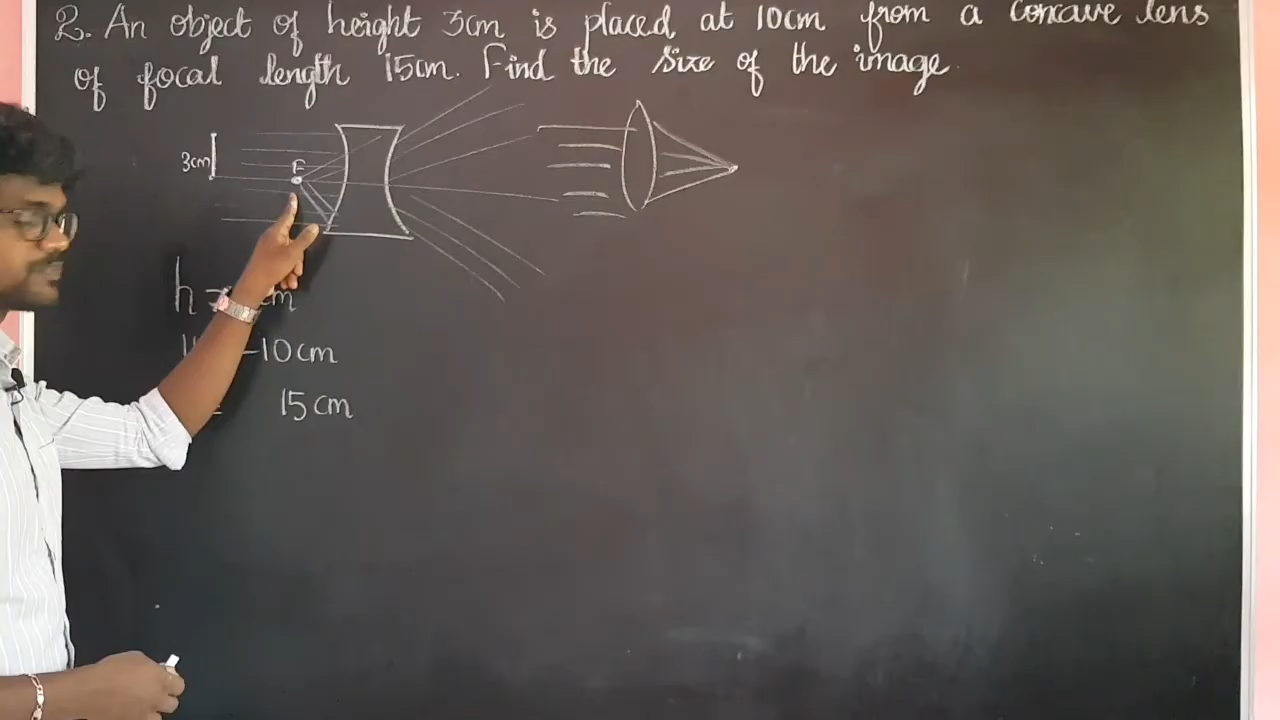 2. An object of height 3cm is placed at 10cm from a concave lens
of focal length 15cm. Find the size of the image.
3cm
F
h = cm
-10cm
= 15cm